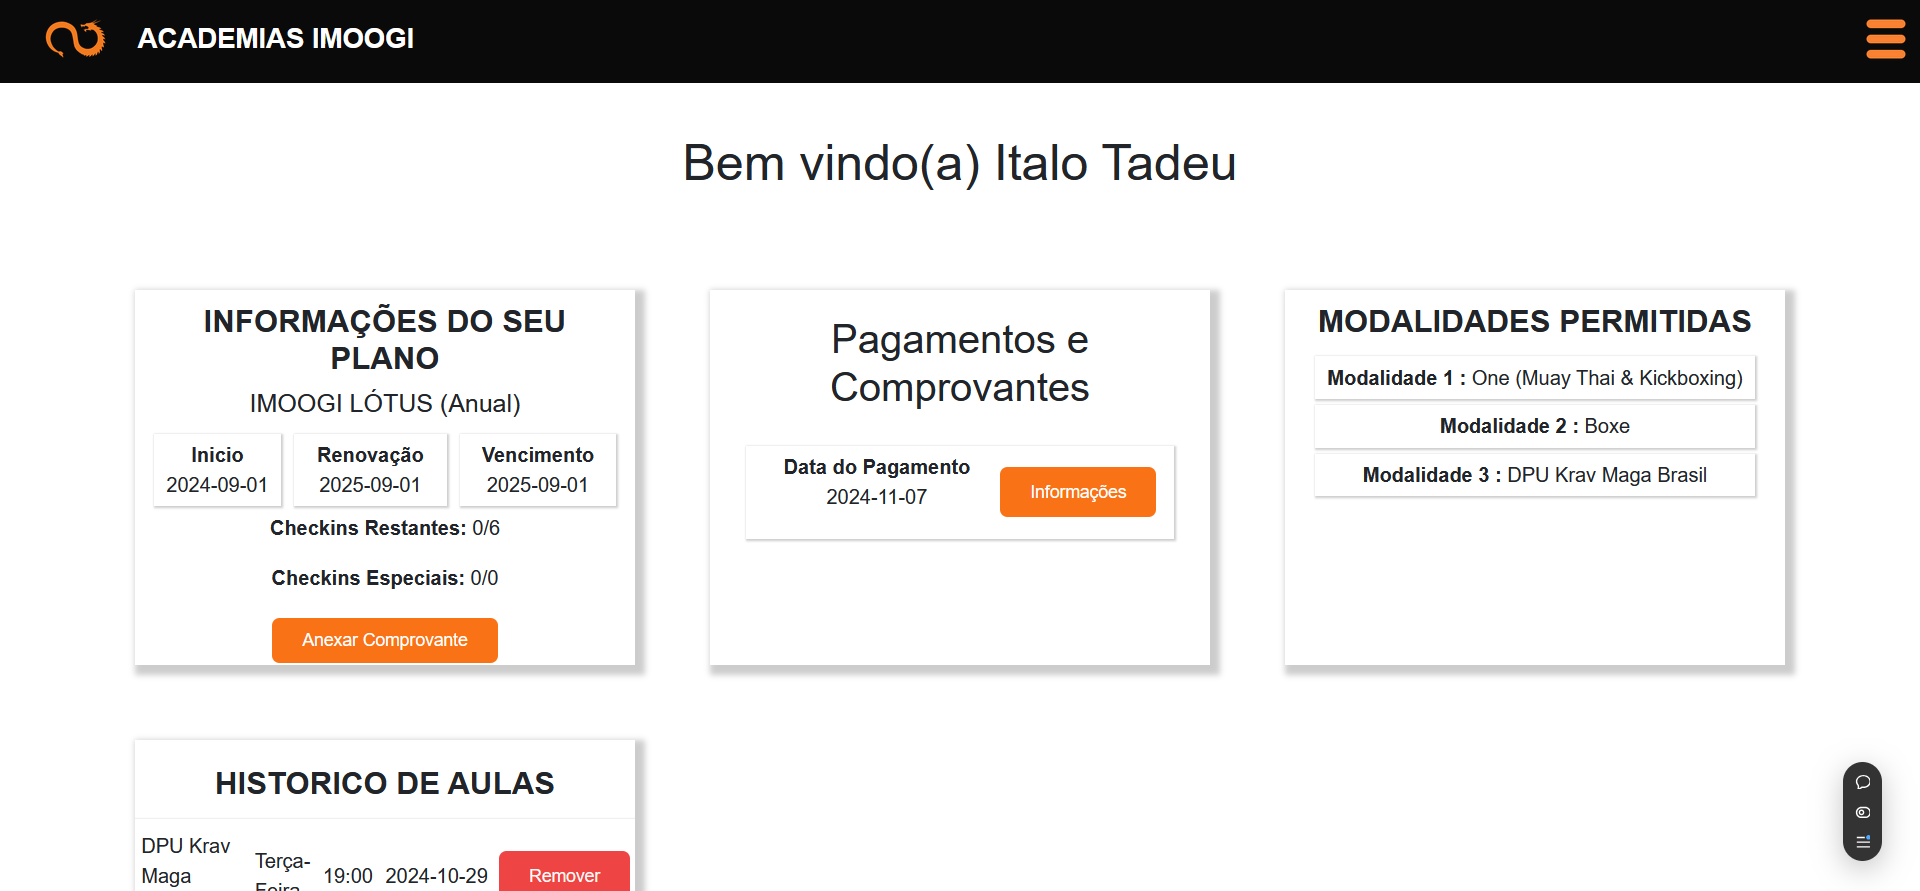 ACADEMIAS IMOOGI
Bem vindo(a) Italo Tadeu
INFORMAÇÕES DO SEU
PLANO
IMOOGI LÓTUS (Anual)
Inicio
2024-09-01
Renovação
2025-09-01
Vencimento
2025-09-01
Checkins Restantes: 0/6
Checkins Especiais: 0/0
Anexar Comprovante
Pagamentos e
Comprovantes
Data do Pagamento
2024-11-07
Informações
MODALIDADES PERMITIDAS
Modalidade 1 : One (Muay Thai & Kickboxing)
Modalidade 2 : Boxe
Modalidade 3 : DPU Krav Maga Brasil
HISTORICO DE AULAS
DPU Krav
Maga
Terça-
Feira
19:00
2024-10-29
Remover